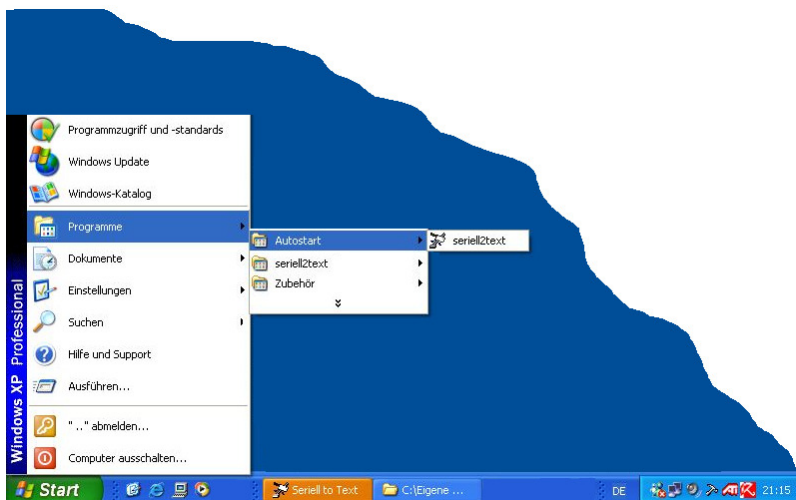 Programmzugriff und -standards
Windows Update
Windows-Katalog
Programme
Dokumente
Einstellungen
Suchen
Hilfe und Support
Ausführen...
" .." abmelden...
Computer ausschalten...
Windows XP Professional
Autostart
seriell2text
Zubehör
seriell2text
Start
Seriell to Text
C:\Eigene ...
DE
ATI
21:15